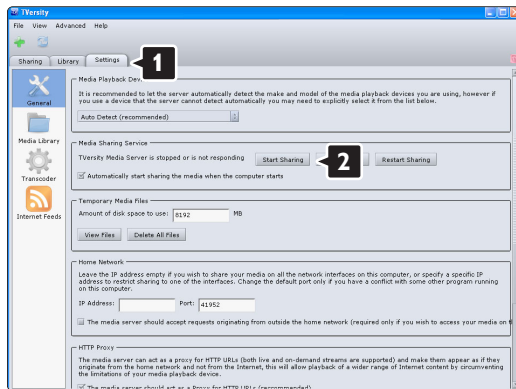 TVersity
File View Advanced Help
Sharing Library Settings
1
General
Media Library
Transcoder
Internet Feeds
Media Playback
It is recommended to let the server automatically detect the make and model of the media playback devices you are using, however if
you use a device that the server cannot detect automatically you may need to explicitly select it from the list below.
Auto Detect (recommended)
Media Sharing Service
TVersity Media Server is stopped or is not responding Start Sharing Restart Sharing
2
Automatically start sharing the media when the computer starts
Temporary Media Files
Amount of disk space to use: 8192 MB
View Files Delete All Files
Home Network
Leave the IP address empty if you wish to share your media on all the network interfaces on this computer, or specify a specific IP
address to restrict sharing to one of the interfaces. Change the default port only if you have a conflict with some other program running
on this computer.
IP Address: Port: 41952
The media server should accept requests originating from outside the home network (required only if you wish to access your media on
HTTP Proxy
The media server can act as a proxy for HTTP URLs (both live and on-demand streams are supported) and make them appear as if they
originate from the home network and not from the Internet, this will allow playback of a wider range of Internet content by circumventing
the limitations of your media playback device.
The media server should act as a Proxy for HTTP URLs (recommended)